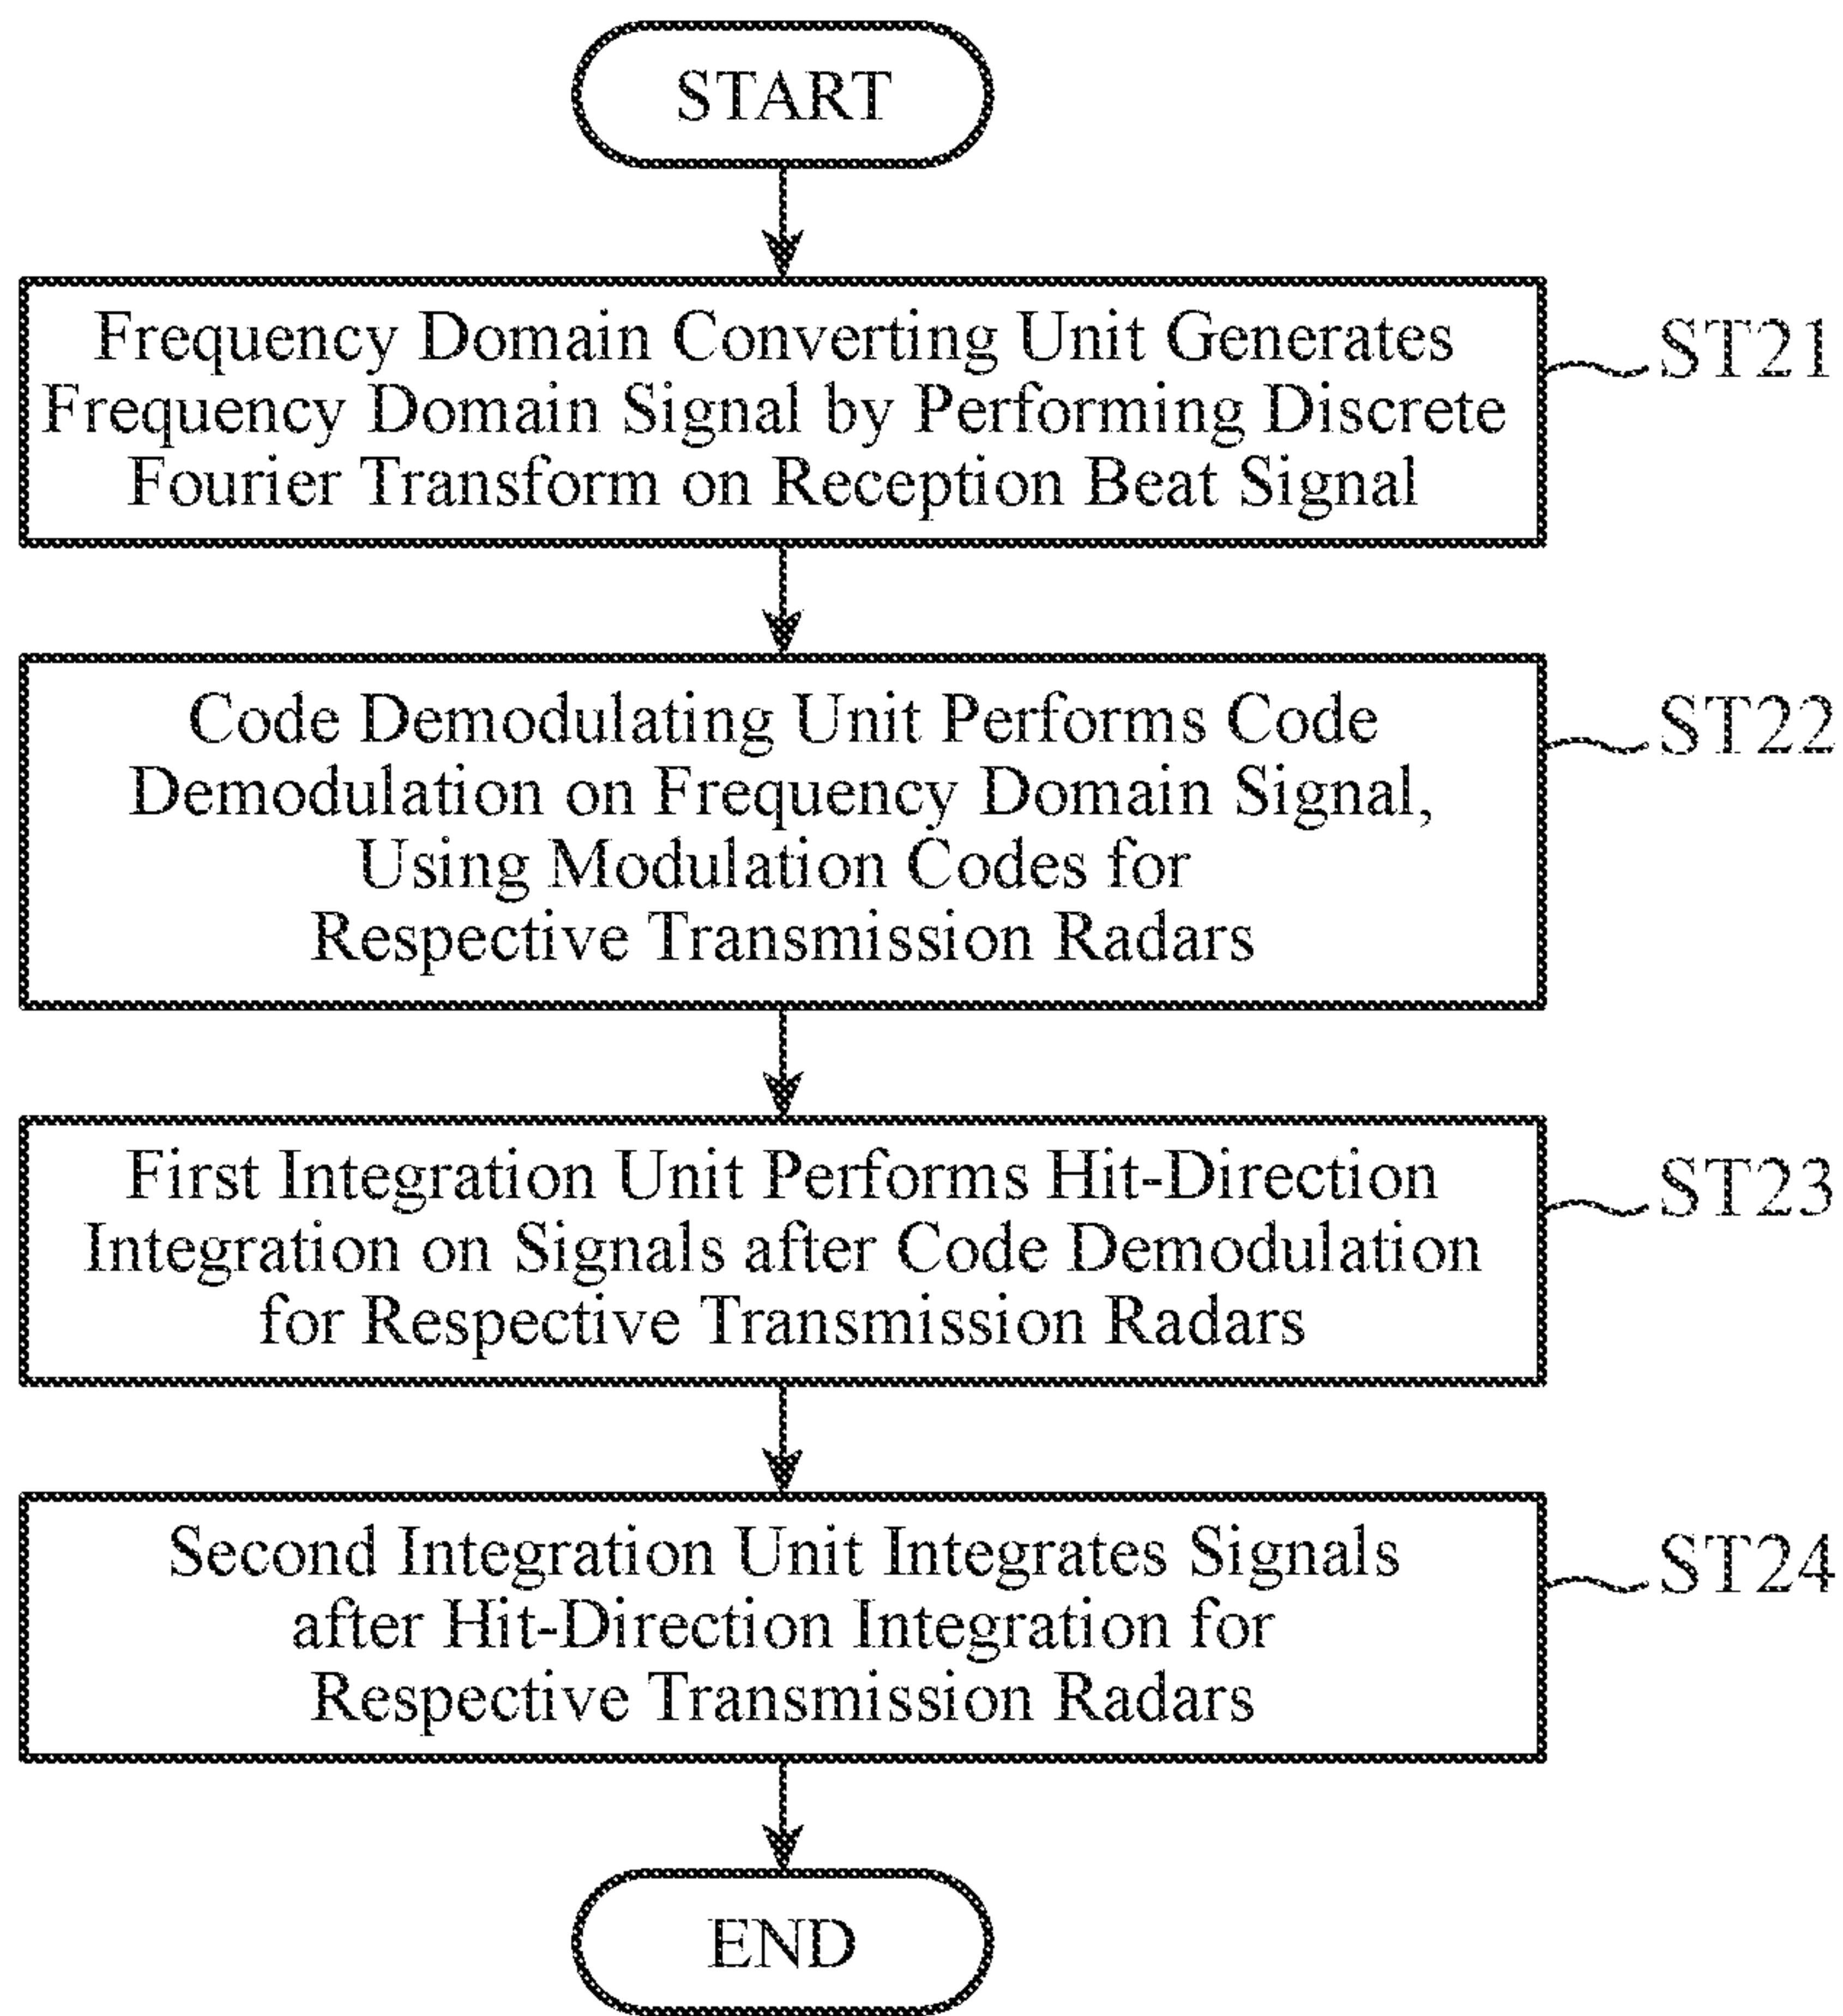 START
Frequency Domain Converting Unit Generates
Frequency Domain Signal by Performing Discrete
Fourier Transform on Reception Beat Signal
ST21
Code Demodulating Unit Performs Code
Demodulation on Frequency Domain Signal,
Using Modulation Codes for
Respective Transmission Radars
ST22
First Integration Unit Performs Hit-Direction
Integration on Signals after Code Demodulation
for Respective Transmission Radars
ST23
Second Integration Unit Integrates Signals
after Hit-Direction Integration for
Respective Transmission Radars
ST24
END